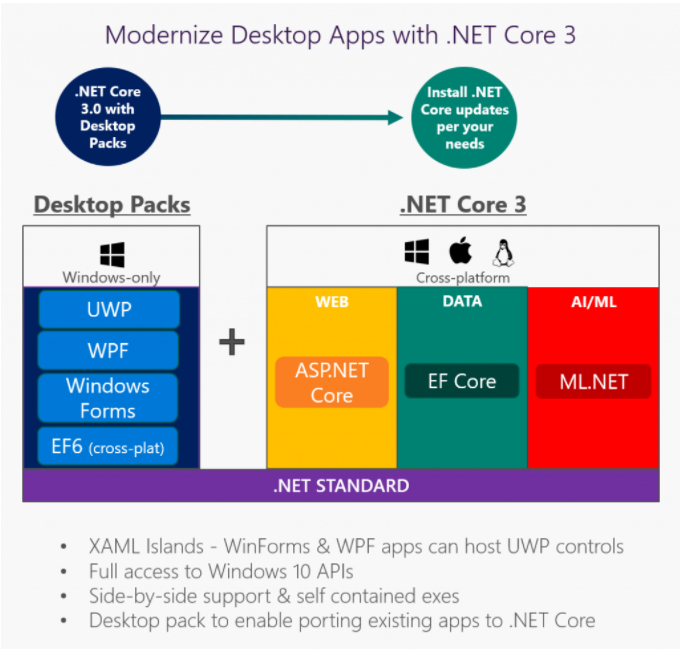 Modernize Desktop Apps with .NET Core 3
.NET Core
3.0 with
Desktop
Packs
Install .NET
Core updates
per your
needs
Desktop Packs
.NET Core 3
Windows-only
Cross-platform
UWP
WPF
Windows
Forms
EF6 (cross-plat)
+
WEB
ASP.NET
Core
DATA
EF Core
AI/ML
ML.NET
.NET STANDARD
• XAML Islands - WinForms & WPF apps can host UWP controls
• Full access to Windows 10 APIs
• Side-by-side support & self contained exes
• Desktop pack to enable porting existing apps to .NET Core